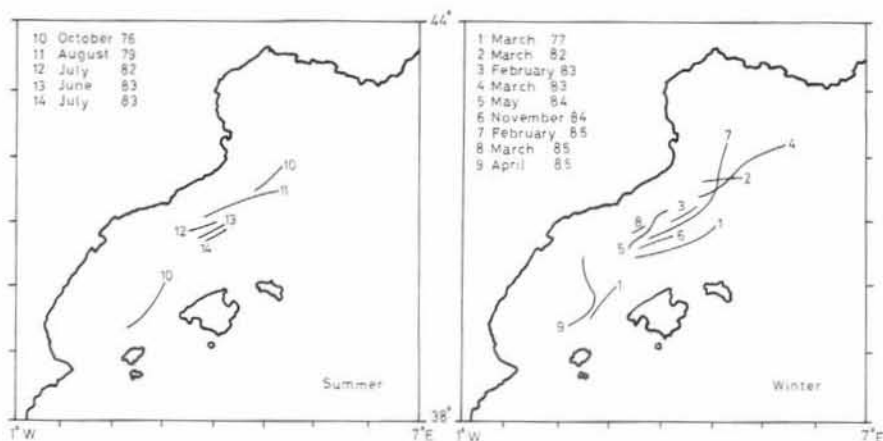 10 October 76
11 August 79
12 July 82
13 June 83
14 July 83
10
11
12
13
14
10
Summer
1°W
7°E
44°
38°
1 March 77
2 March 82
3 February 83
4 March 83
5 May 84
6 November 84
7 February 85
8 March 85
9 April 85
7
4
2
3
8
6
1
5
1
9
Winter
1°W
7°E